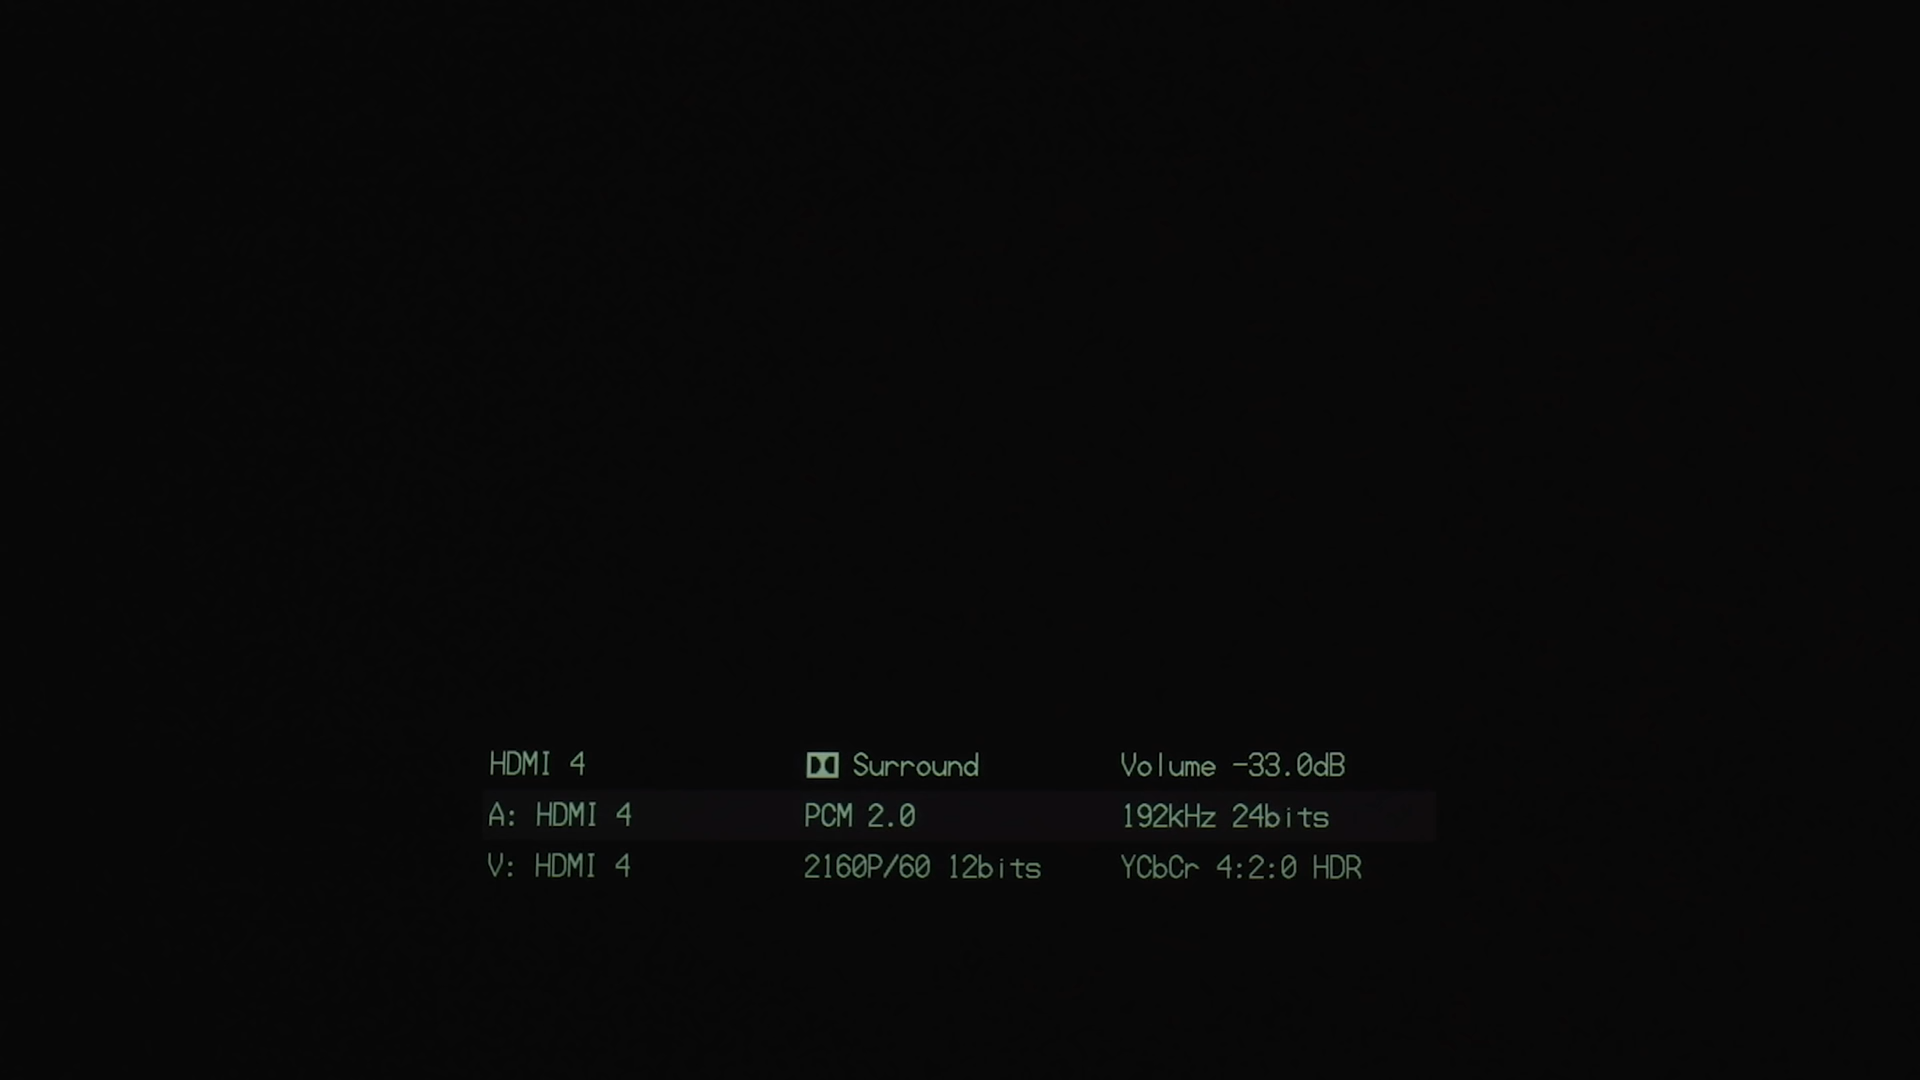 HDMI 4 Surround Volume -33.0dB
A: HDMI 4 PCM 2.0 192kHz 24bits
V: HDMI 4 2160P/60 12bits YCbCr 4:2:0 HDR